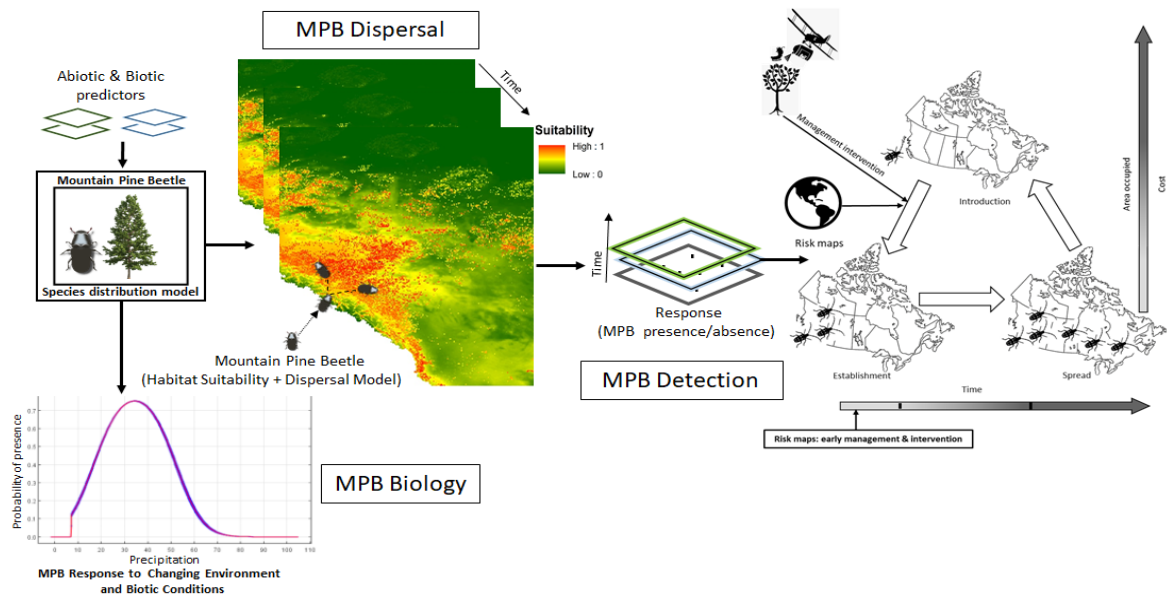 MPB Dispersal
Abiotic & Biotic
predictors
Time
Suitability
High : 1
Low : 0
Mountain Pine Beetle
Species distribution model
Mountain Pine Beetle
(Habitat Suitability + Dispersal Model)
Time
Response
(MPB presence/absence)
MPB Detection
Management intervention
Risk maps
Introduction
Establishment
Spread
Area occupied
Cost
Time
Risk maps: early management & intervention
Probability of presence
0.7
0.6
0.5
0.4
0.3
0.2
0.1
0.0
0 10 20 30 40 50 60 70 80 90 100 110
Precipitation
MPB Response to Changing Environment
and Biotic Conditions
MPB Biology